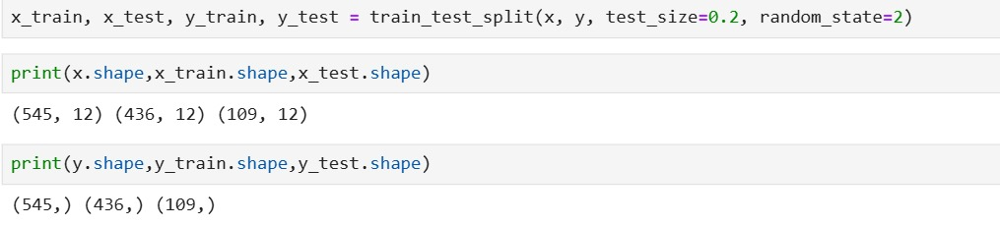 x_train, x_test, y_train, y_test = train_test_split(x, y, test_size=0.2, random_state=2)
print(x.shape,x_train.shape,x_test.shape)
(545, 12) (436, 12) (109, 12)
print(y.shape,y_train.shape,y_test.shape)
(545,) (436,) (109,)